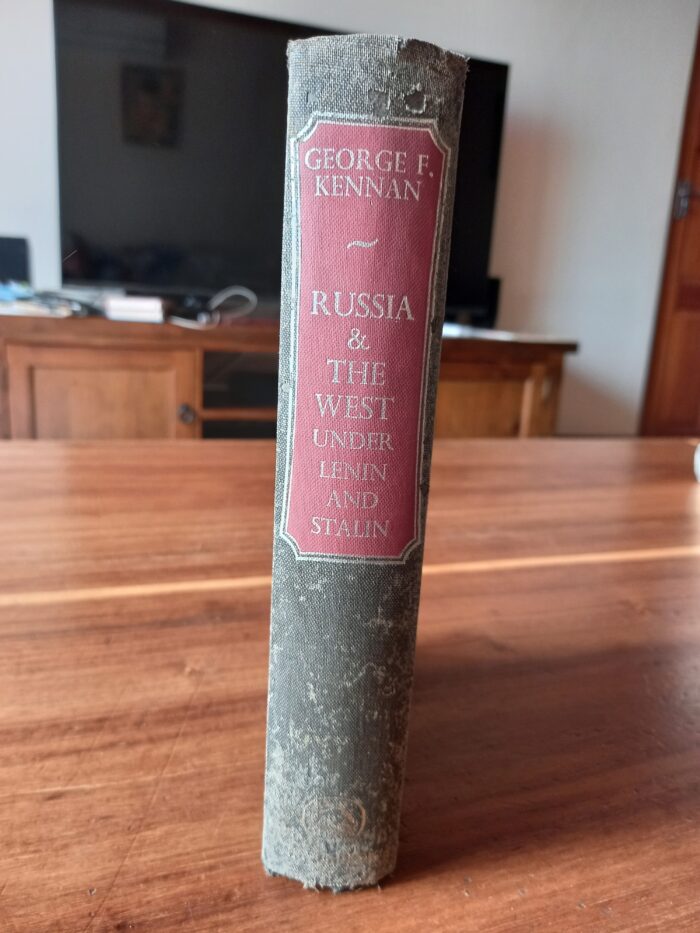 GEORGE F.
KENNAN
RUSSIA
&
THE
WEST
UNDER
LENIN
AND
STALIN